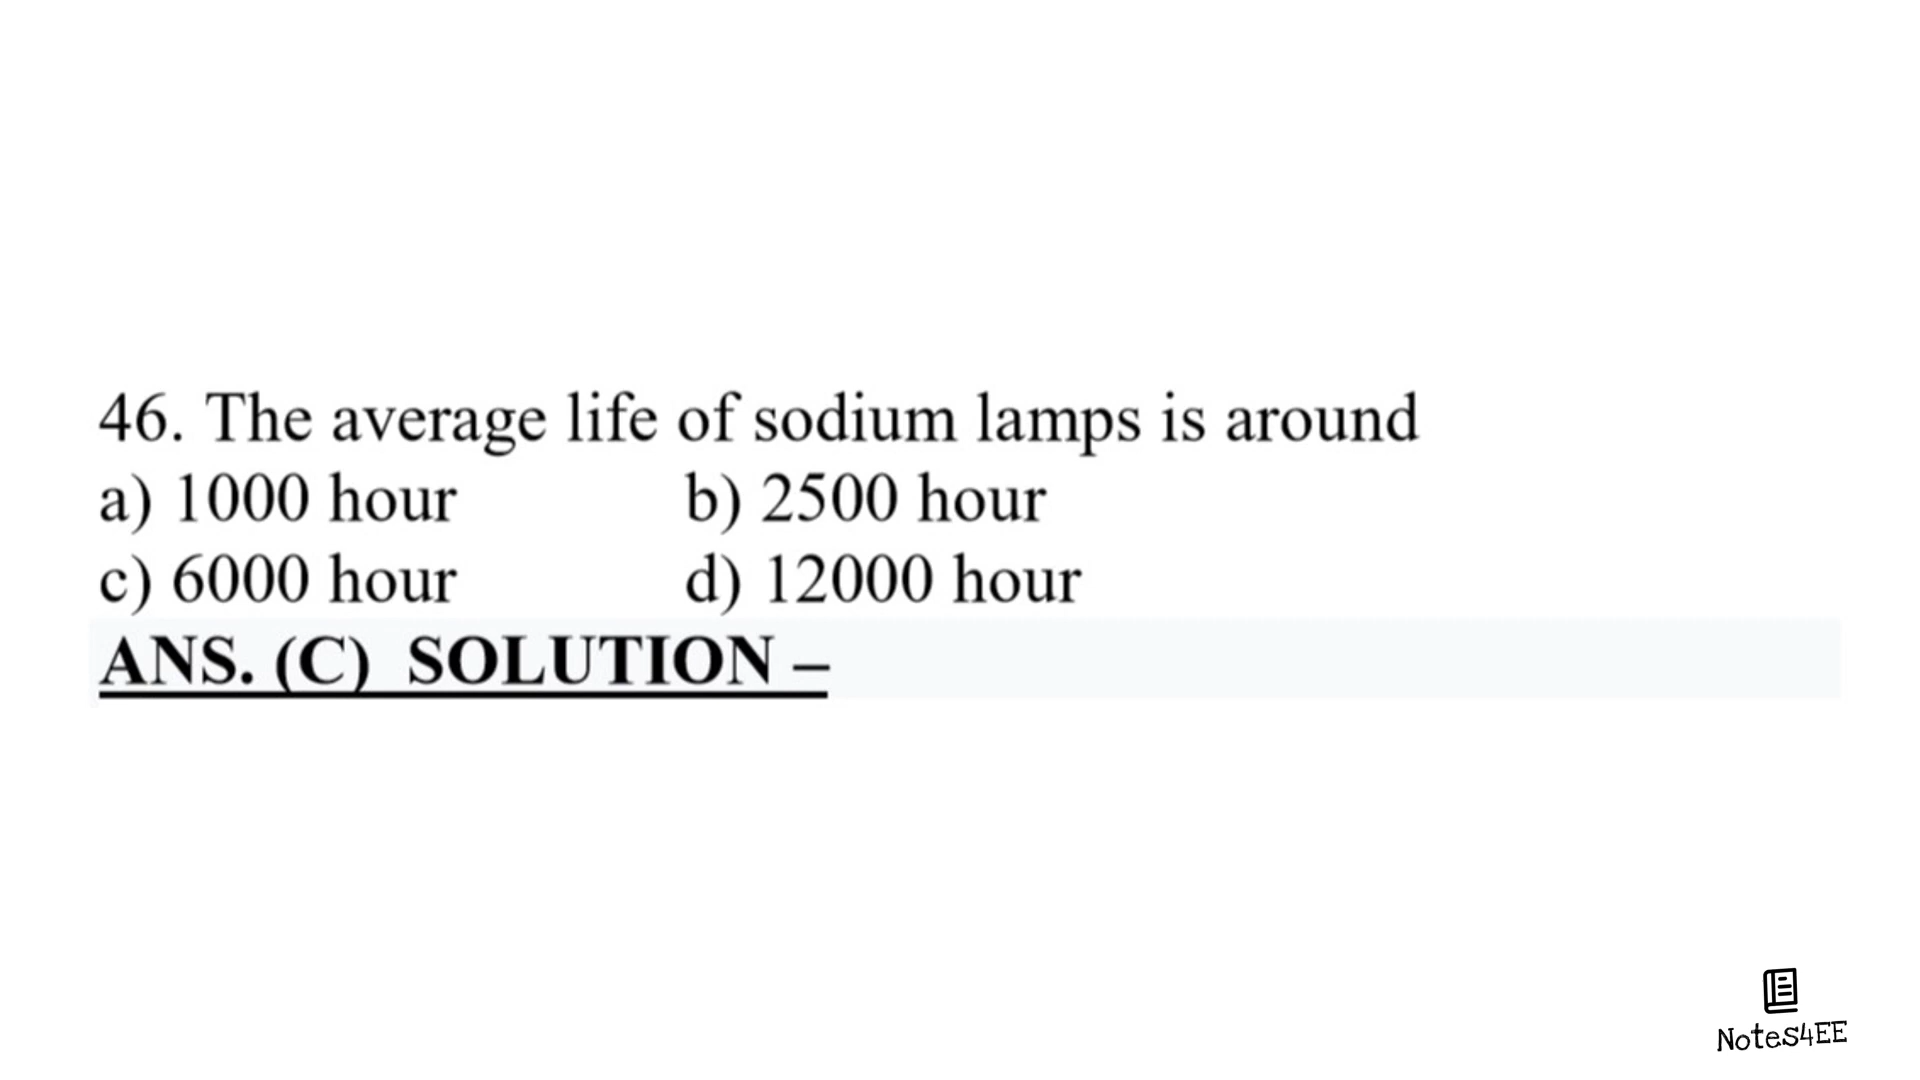 46. The average life of sodium lamps is around
a) 1000 hour b) 2500 hour
c) 6000 hour d) 12000 hour
ANS. (C) SOLUTION –
Notes4EE